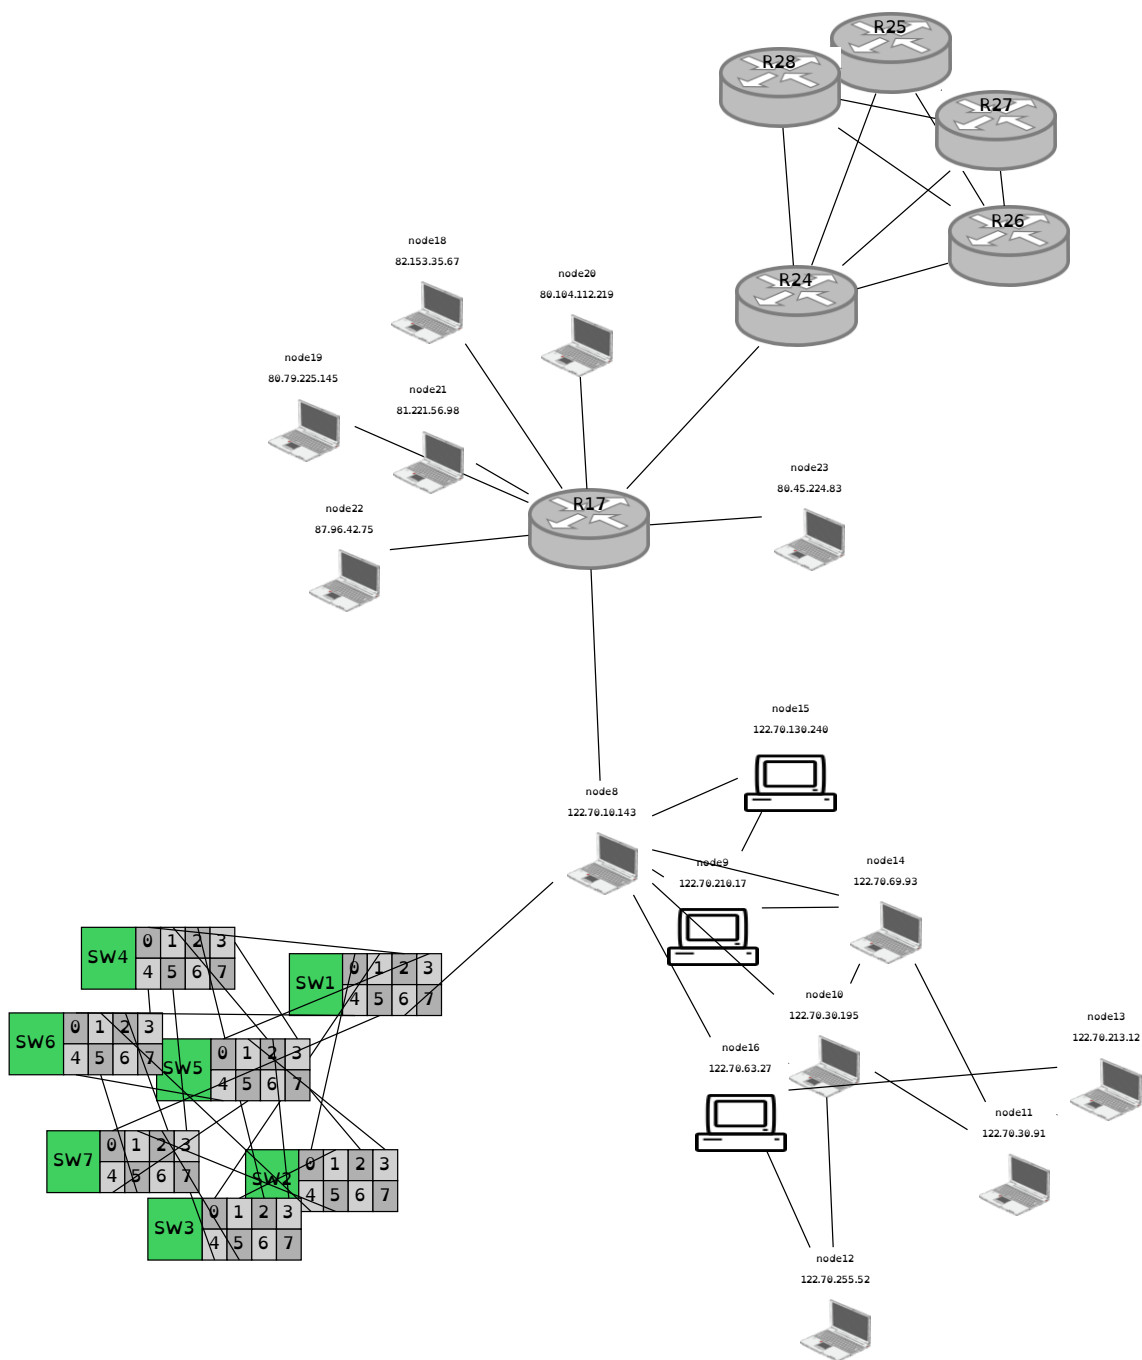 R25
R28
R27
R26
R24
node18
82.153.35.67
node20
80.104.112.219
node19
80.79.225.145
node21
81.221.56.98
node23
80.45.224.83
R17
node22
87.96.42.75
node15
122.70.130.240
node8
122.70.10.143
node9
122.70.210.17
node14
122.70.69.93
SW4
0 1 2 3
4 5 6 7
SW1
0 1 2 3
4 5 6 7
node10
122.70.30.195
node13
122.70.213.12
SW6
0 1 2 3
4 5 6 7
SW5
0 1 2 3
4 5 6 7
node16
122.70.63.27
node11
122.70.30.91
SW7
0 1 2 3
4 5 6 7
SW2
0 1 2 3
4 5 6 7
SW3
0 1 2 3
4 5 6 7
node12
122.70.255.52